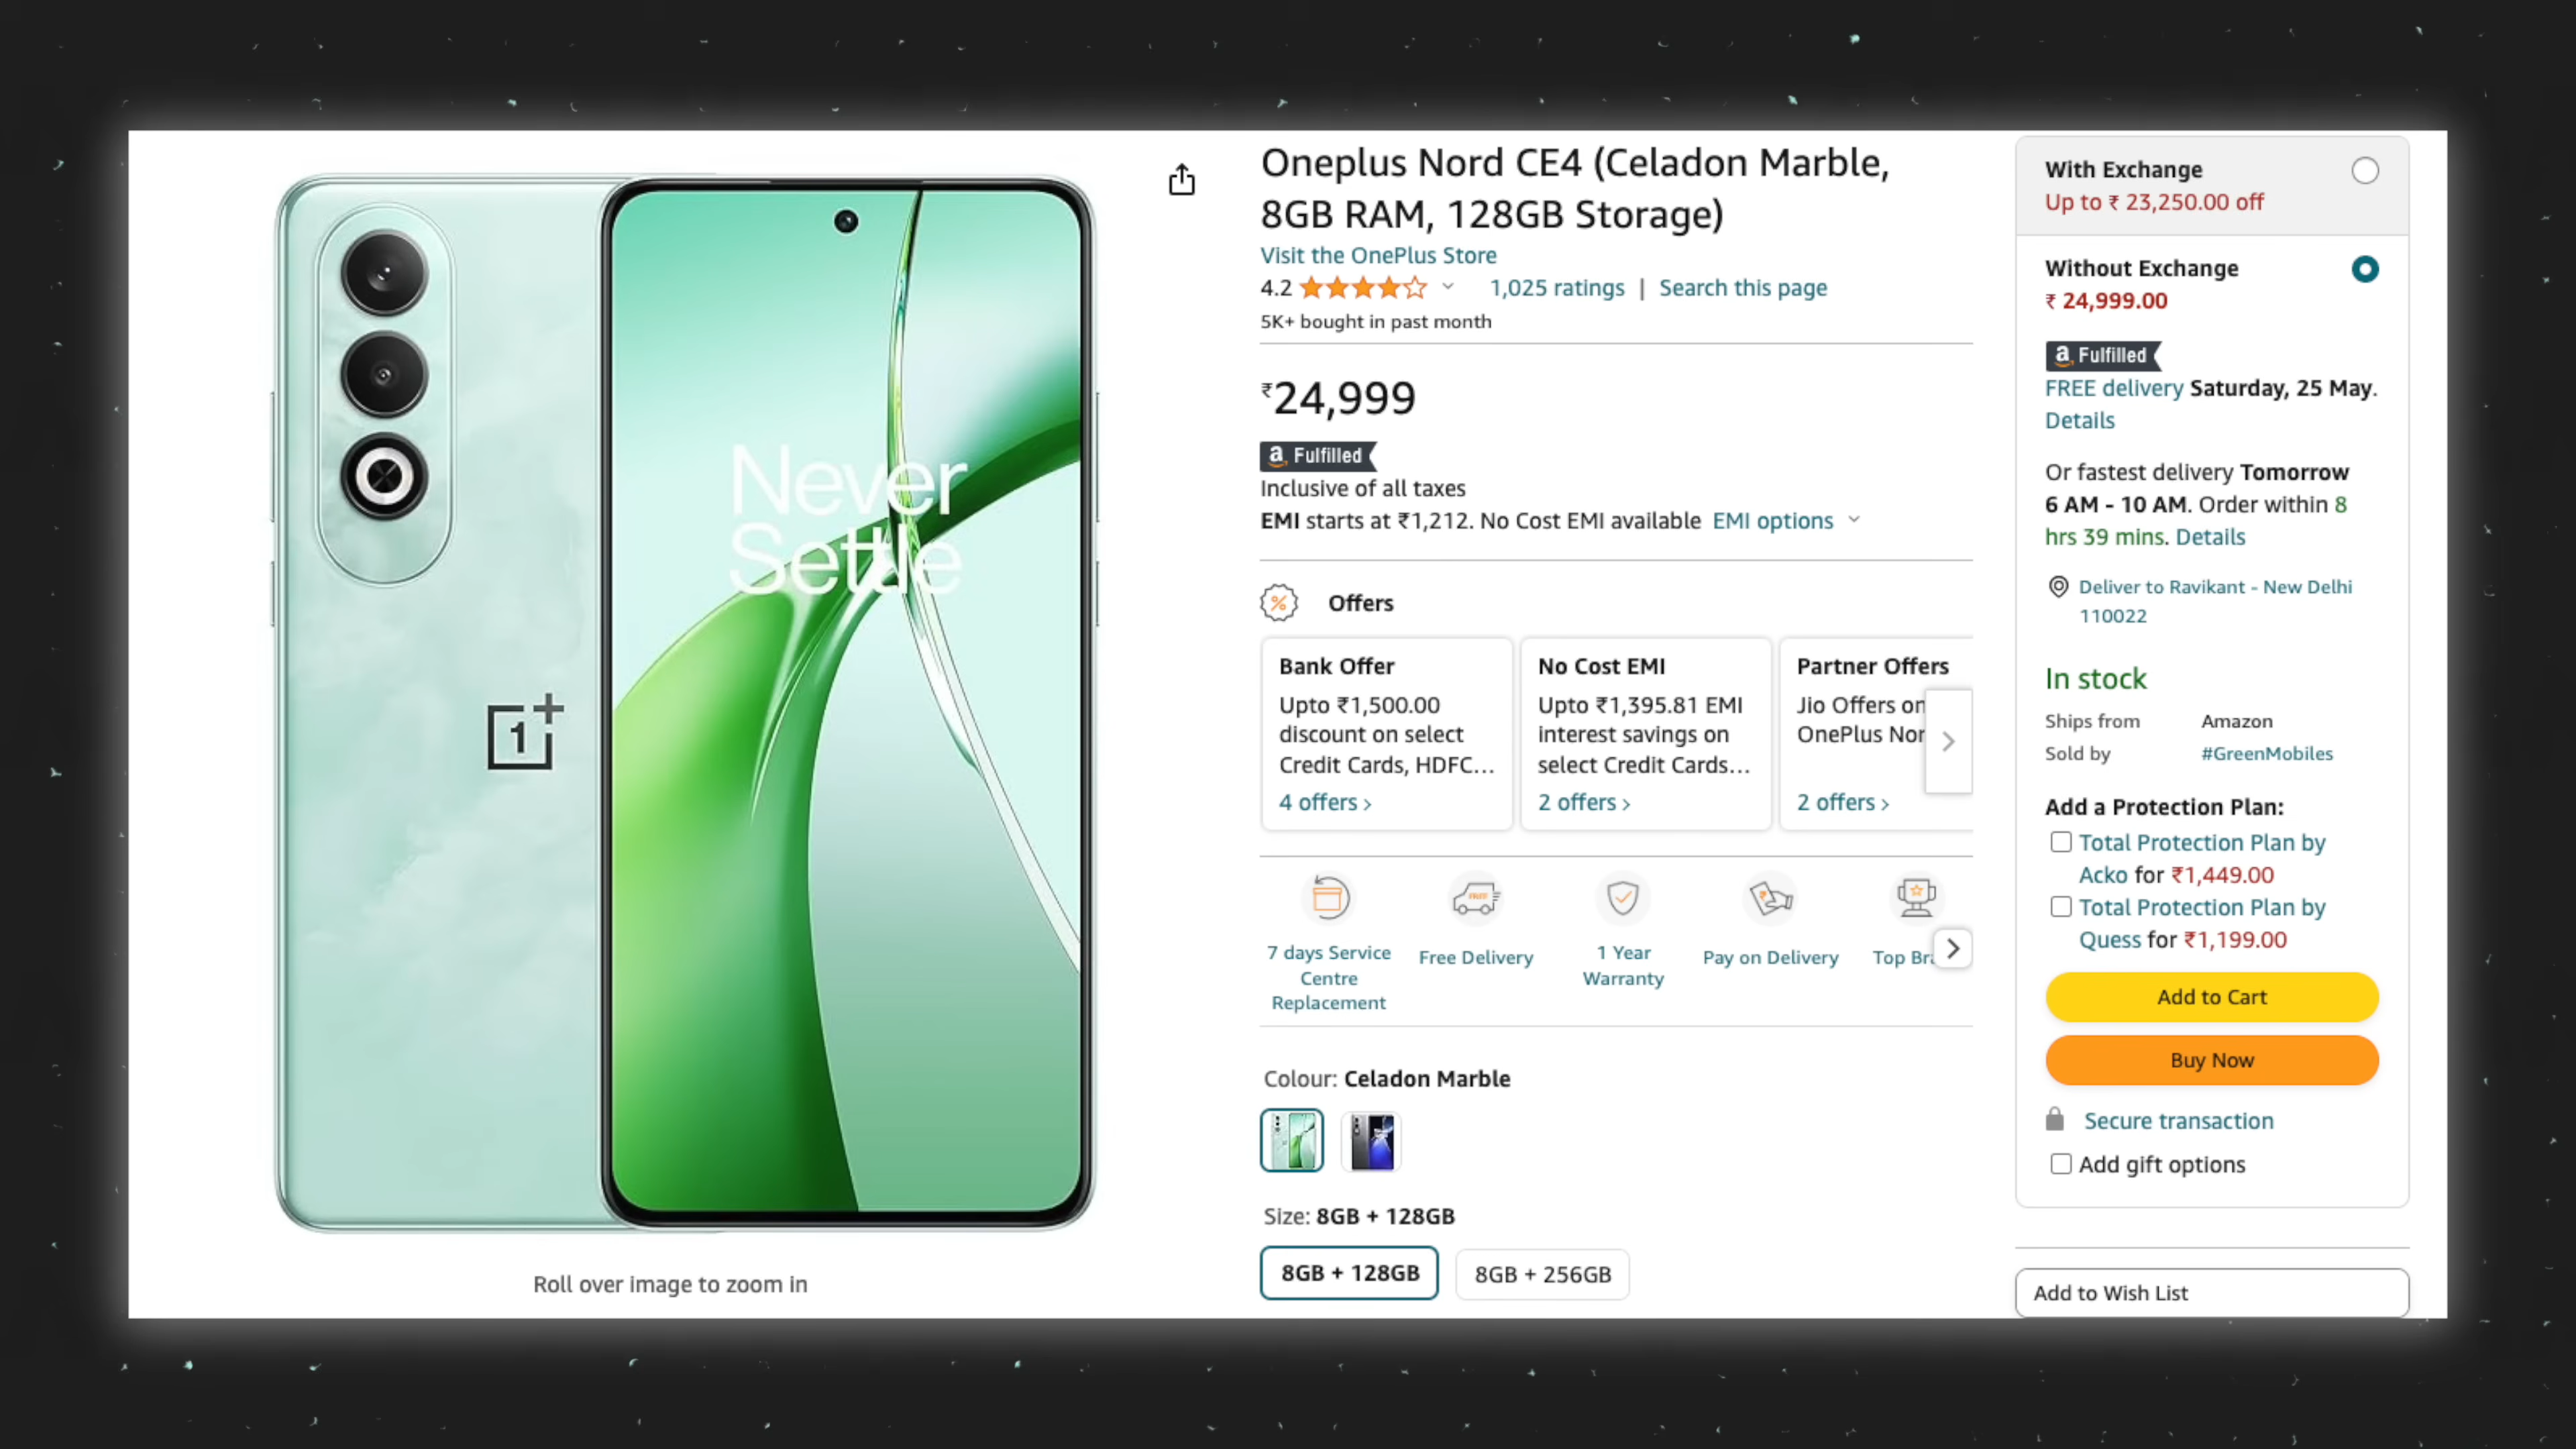 Never
Settle
1+
Roll over image to zoom in
Oneplus Nord CE4 (Celadon Marble,
8GB RAM, 128GB Storage)
Visit the OnePlus Store
4.2
1,025 ratings | Search this page
5K+ bought in past month
₹24,999
a Fulfilled
Inclusive of all taxes
EMI starts at ₹1,212. No Cost EMI available EMI options
% Offers
Bank Offer
Upto ₹1,500.00
discount on select
Credit Cards, HDFC...
4 offers ›
No Cost EMI
Upto ₹1,395.81 EMI
interest savings on
select Credit Cards...
2 offers ›
Partner Offers
Jio Offers on
OnePlus Nor
2 offers ›
7 days Service
Centre
Replacement
FREE
Free Delivery
1 Year
Warranty
Pay on Delivery
Top Br
Colour: Celadon Marble
Size: 8GB + 128GB
8GB + 128GB
8GB + 256GB
With Exchange
Up to ₹ 23,250.00 off
Without Exchange
₹ 24,999.00
a Fulfilled
FREE delivery Saturday, 25 May.
Details
Or fastest delivery Tomorrow
6 AM - 10 AM. Order within 8
hrs 39 mins. Details
Deliver to Ravikant - New Delhi
110022
In stock
Ships from Amazon
Sold by #GreenMobiles
Add a Protection Plan:
Total Protection Plan by
Acko for ₹1,449.00
Total Protection Plan by
Quess for ₹1,199.00
Add to Cart
Buy Now
Secure transaction
Add gift options
Add to Wish List